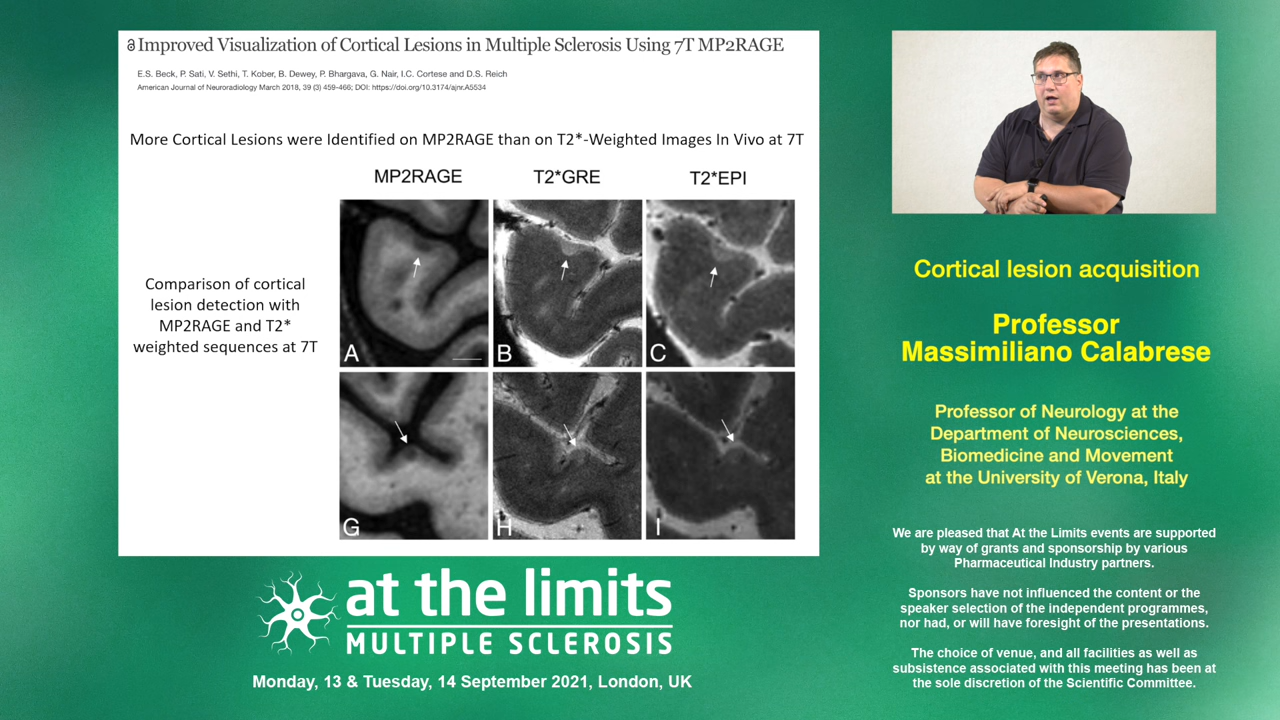 Improved Visualization of Cortical Lesions in Multiple Sclerosis Using 7T MP2RAGE
E.S. Beck, P. Sati, V. Sethi, T. Kober, B. Dewey, P. Bhargava, G. Nair, I.C. Cortese and D.S. Reich
American Journal of Neuroradiology March 2018, 39 (3) 459-466; DOI: https://doi.org/10.3174/ajnr.A5534
More Cortical Lesions were Identified on MP2RAGE than on T2*-Weighted Images In Vivo at 7T
MP2RAGE T2*GRE T2*EPI
Comparison of cortical
lesion detection with
MP2RAGE and T2*
weighted sequences at 7T
A B C
G H I
at the limits
MULTIPLE SCLEROSIS
Monday, 13 & Tuesday, 14 September 2021, London, UK
Cortical lesion acquisition
Professor
Massimiliano Calabrese
Professor of Neurology at the
Department of Neurosciences,
Biomedicine and Movement
at the University of Verona, Italy
We are pleased that At the Limits events are supported
by way of grants and sponsorship by various
Pharmaceutical Industry partners.
Sponsors have not influenced the content or the
speaker selection of the independent programmes,
nor had, or will have foresight of the presentations.
The choice of venue, and all facilities as well as
subsistence associated with this meeting has been at
the sole discretion of the Scientific Committee.